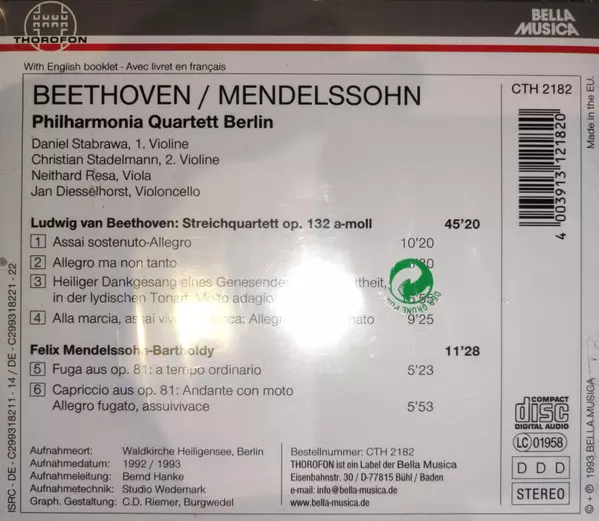 THOROFON
BELLA
MUSICA
With English booklet - Avec livret en français
BEETHOVEN / MENDELSSOHN
CTH 2182
Philharmonia Quartett Berlin
Daniel Stabrawa, 1. Violine
Christian Stadelmann, 2. Violine
Neithard Resa, Viola
Jan Diesselhorst, Violoncello
Made in the EU.
4 003913 121820
Ludwig van Beethoven: Streichquartett op. 132 a-moll 45'20
1 Assai sostenuto-Allegro 10'20
2 Allegro ma non tanto
3 Heiliger Dankgesang eines Genesenden
in der lydischen Tonart: Molto adagio
4 Alla marcia, assai 9'25
DER GRÜNE
Felix Mendelssohn-Bartholdy 11'28
5 Fuga aus op. 81: a tempo ordinario 5'23
6 Capriccio aus op. 81: Andante con moto
Allegro fugato, assuivivace 5'53
Aufnahmeort: Waldkirche Heiligensee, Berlin
Aufnahmedatum: 1992 / 1993
Aufnahmeleitung: Bernd Hanke
Aufnahmetechnik: Studio Wedemark
Graph. Gestaltung: C.D. Riemer, Burgwedel
Bestellnummer: CTH 2182
THOROFON ist ein Label der Bella Musica
Eisenbahnstr. 30 / D-77815 Bühl / Baden
e-mail: info@bella-musica.de
www.bella-musica.de
COMPACT
disc
DIGITAL AUDIO
LC 01958
D D D
STEREO
© + ℗ 1993 BELLA MUSICA
ISRC - DE - C299318211 - 14 / DE - C299318221 - 22